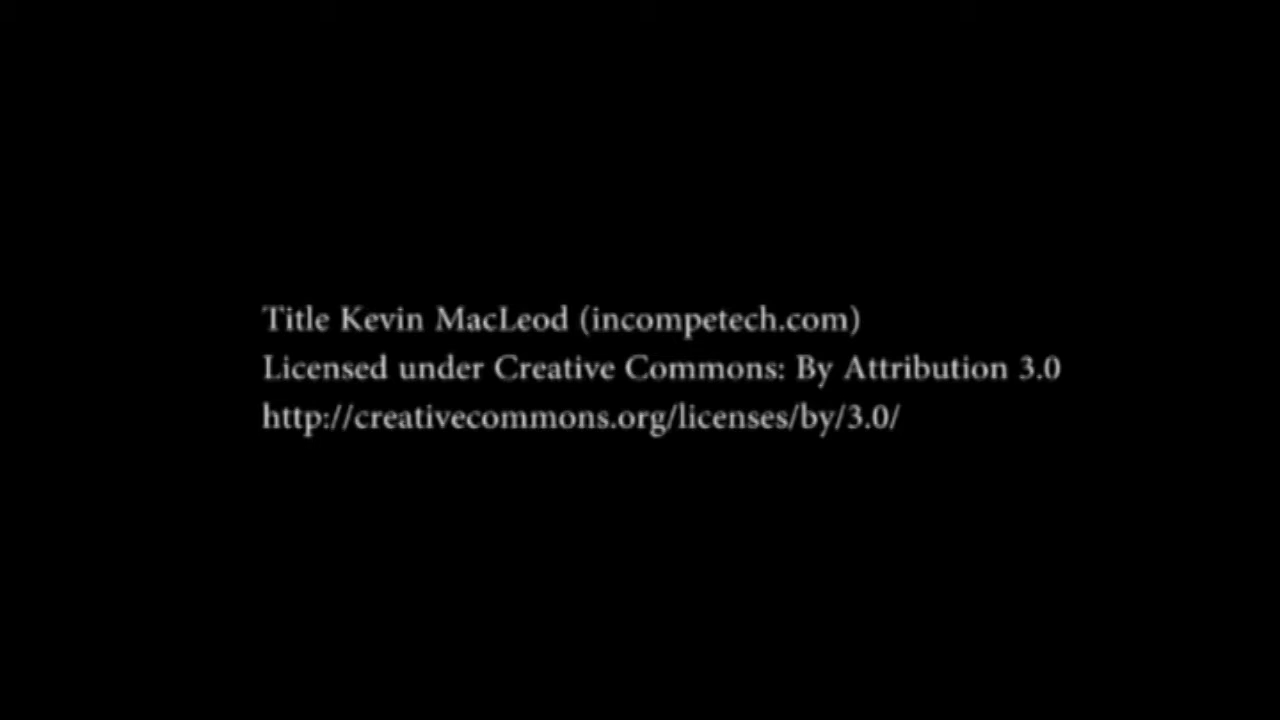 Title Kevin MacLeod (incompetech.com)
Licensed under Creative Commons: By Attribution 3.0
http://creativecommons.org/licenses/by/3.0/